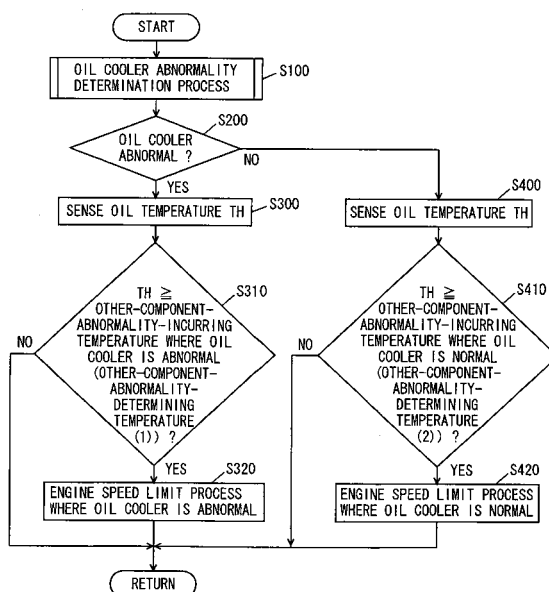 START
OIL COOLER ABNORMALITY
DETERMINATION PROCESS
S100
OIL COOLER
ABNORMAL ?
S200
NO
YES
SENSE OIL TEMPERATURE TH
S300
TH ≧
OTHER-COMPONENT-
ABNORMALITY-INCURRING
TEMPERATURE WHERE OIL
COOLER IS ABNORMAL
(OTHER-COMPONENT-
ABNORMALITY-
DETERMINING
TEMPERATURE
(1)) ?
S310
NO
YES
S320
ENGINE SPEED LIMIT PROCESS
WHERE OIL COOLER IS ABNORMAL
S400
SENSE OIL TEMPERATURE TH
TH ≧
OTHER-COMPONENT-
ABNORMALITY-INCURRING
TEMPERATURE WHERE OIL
COOLER IS NORMAL
(OTHER-COMPONENT-
ABNORMALITY-
DETERMINING
TEMPERATURE
(2)) ?
S410
NO
YES
S420
ENGINE SPEED LIMIT PROCESS
WHERE OIL COOLER IS NORMAL
RETURN